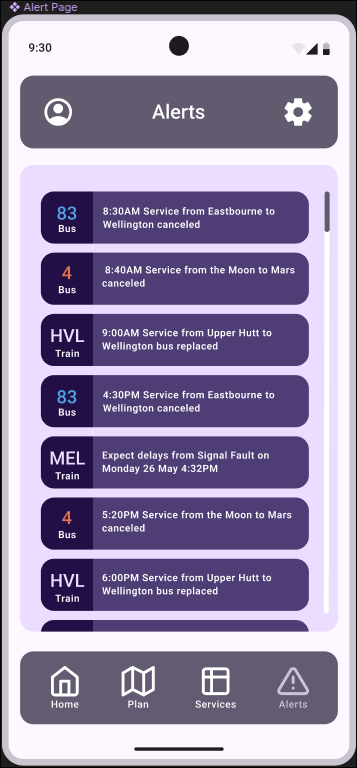 Alert Page
9:30
Alerts
83
Bus
8:30AM Service from Eastbourne to
Wellington canceled
4
Bus
8:40AM Service from the Moon to Mars
canceled
HVL
Train
9:00AM Service from Upper Hutt to
Wellington bus replaced
83
Bus
4:30PM Service from Eastbourne to
Wellington canceled
MEL
Train
Expect delays from Signal Fault on
Monday 26 May 4:32PM
4
Bus
5:20PM Service from the Moon to Mars
canceled
HVL
Train
6:00PM Service from Upper Hutt to
Wellington bus replaced
Home
Plan
Services
Alerts